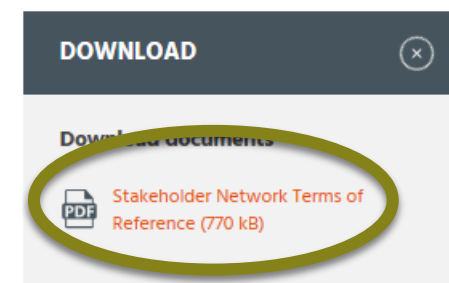 DOWNLOAD
Download documents
PDF
Stakeholder Network Terms of
Reference (770 kB)